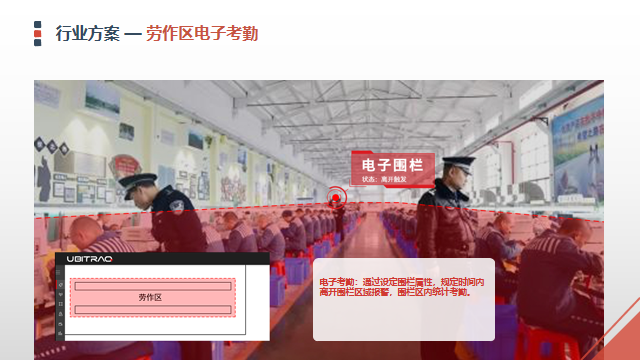 行业方案 — 劳作区电子考勤
电子围栏
状态：离开触发
UBITRAQ
劳作区
电子考勤：通过设定围栏属性，规定时间内
离开围栏区域报警，围栏区内统计考勤。